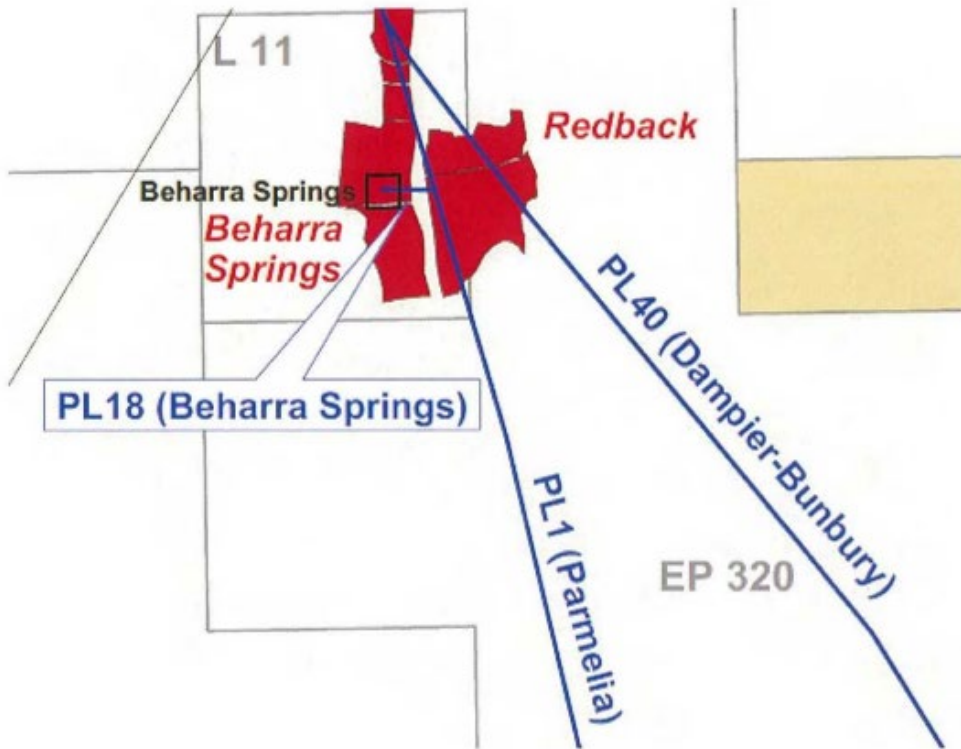 L 11
Redback
Beharra Springs
Beharra
Springs
PL18 (Beharra Springs)
PL40 (Dampier-Bunbury)
PL1 (Parmelia)
EP 320